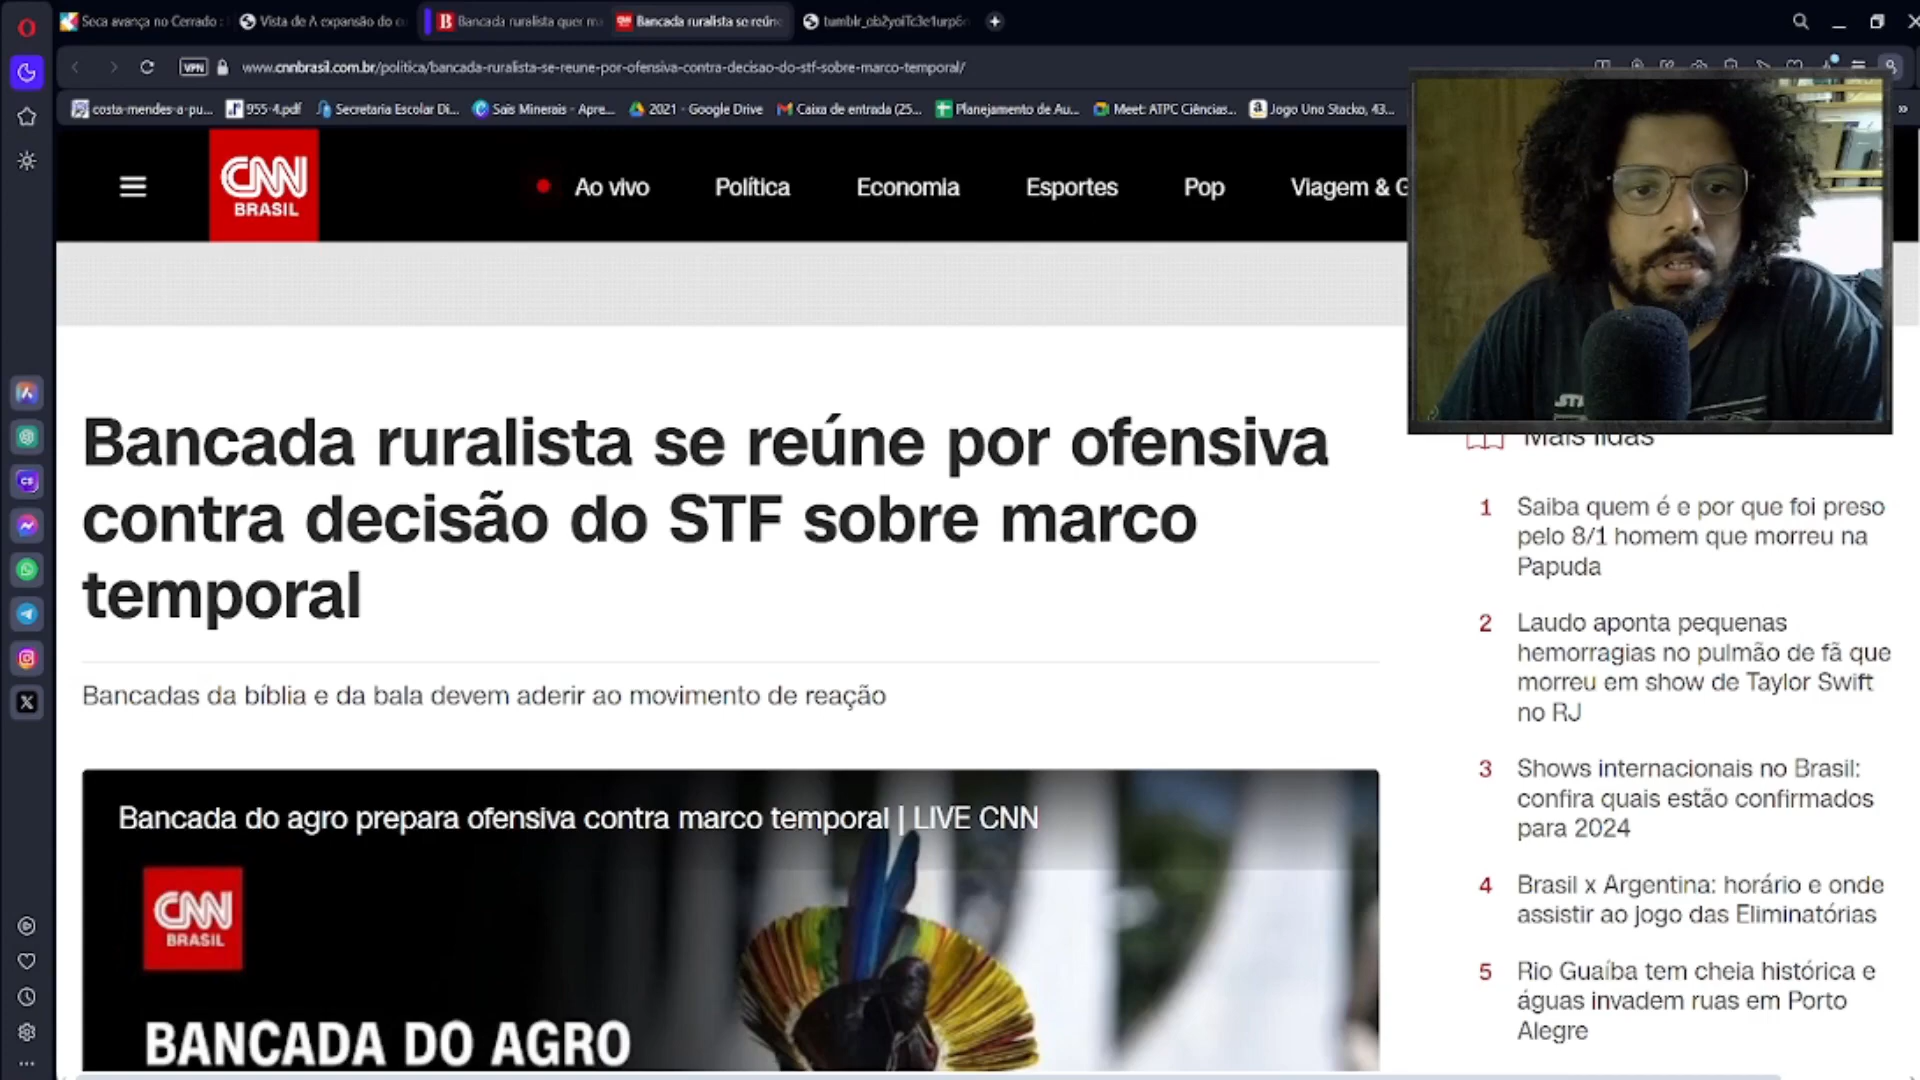 Seca avança no Cerrado :
Vista de A expansão do c
Bancada ruralista quer m
Bancada ruralista se reún
tumblr_ob2yoiTc3e1urp6
VPN
www.cnnbrasil.com.br/politica/bancada-ruralista-se-reune-por-ofensiva-contra-decisao-do-stf-sobre-marco-temporal/
costa-mendes-a-pu...
955-4.pdf
Secretaria Escolar Di...
Sais Minerais - Apre...
2021 - Google Drive
Caixa de entrada (25...
Planejamento de Au...
Meet: ATPC Ciências...
Jogo Uno Stacko, 43...
CNN
BRASIL
Ao vivo
Política
Economia
Esportes
Pop
Viagem & G
Bancada ruralista se reúne por ofensiva
contra decisão do STF sobre marco
temporal
Bancadas da bíblia e da bala devem aderir ao movimento de reação
Bancada do agro prepara ofensiva contra marco temporal | LIVE CNN
CNN
BRASIL
BANCADA DO AGRO
Mais lidas
1 Saiba quem é e por que foi preso
pelo 8/1 homem que morreu na
Papuda
2 Laudo aponta pequenas
hemorragias no pulmão de fã que
morreu em show de Taylor Swift
no RJ
3 Shows internacionais no Brasil:
confira quais estão confirmados
para 2024
4 Brasil x Argentina: horário e onde
assistir ao jogo das Eliminatórias
5 Rio Guaíba tem cheia histórica e
águas invadem ruas em Porto
Alegre